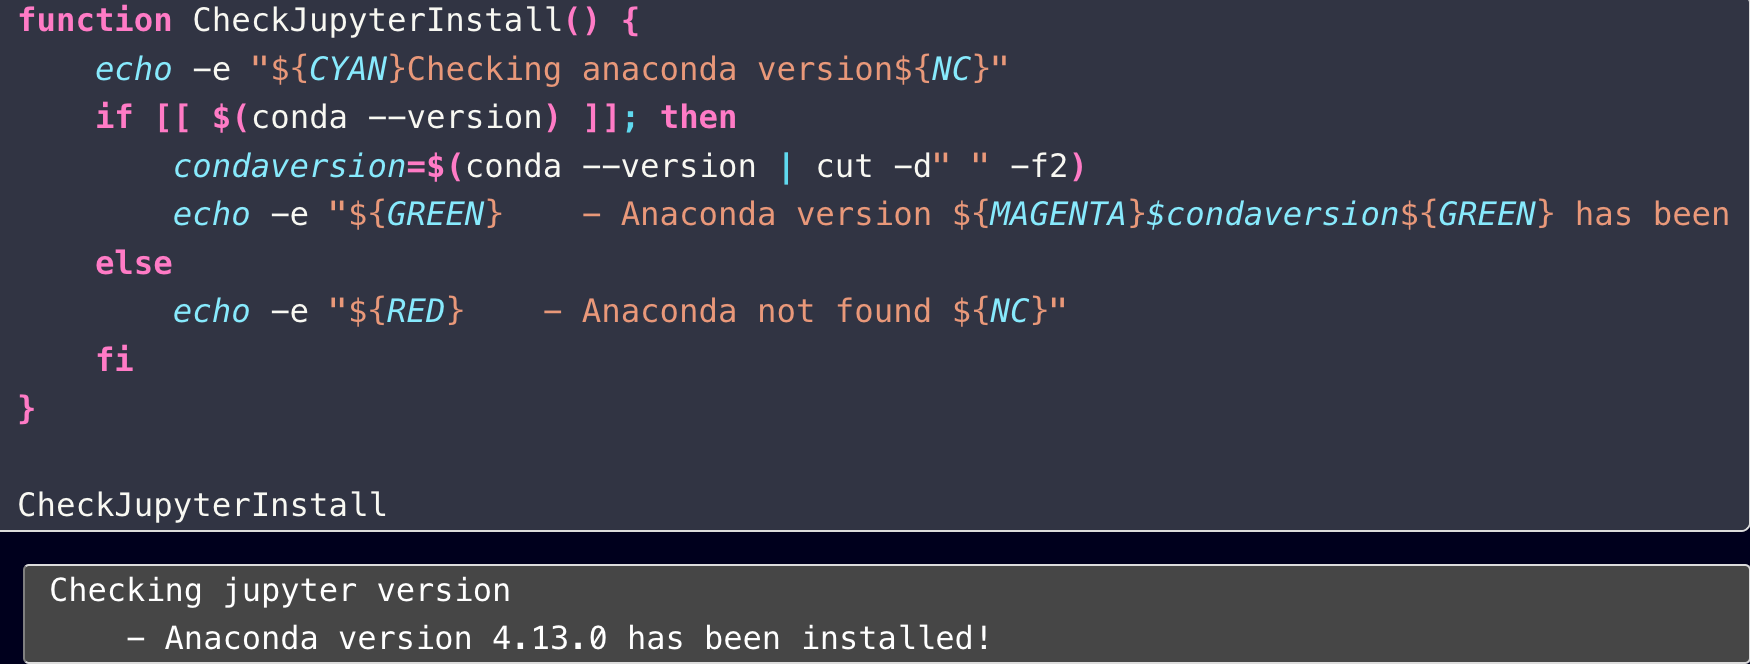 function CheckJupyterInstall() {
    echo -e "${CYAN}Checking anaconda version${NC}"
    if [[ $(conda --version) ]]; then
        condaversion=$(conda --version | cut -d" " -f2)
        echo -e "${GREEN}    - Anaconda version ${MAGENTA}$condaversion${GREEN} has been
    else
        echo -e "${RED}    - Anaconda not found ${NC}"
    fi
}
CheckJupyterInstall
Checking jupyter version
    - Anaconda version 4.13.0 has been installed!